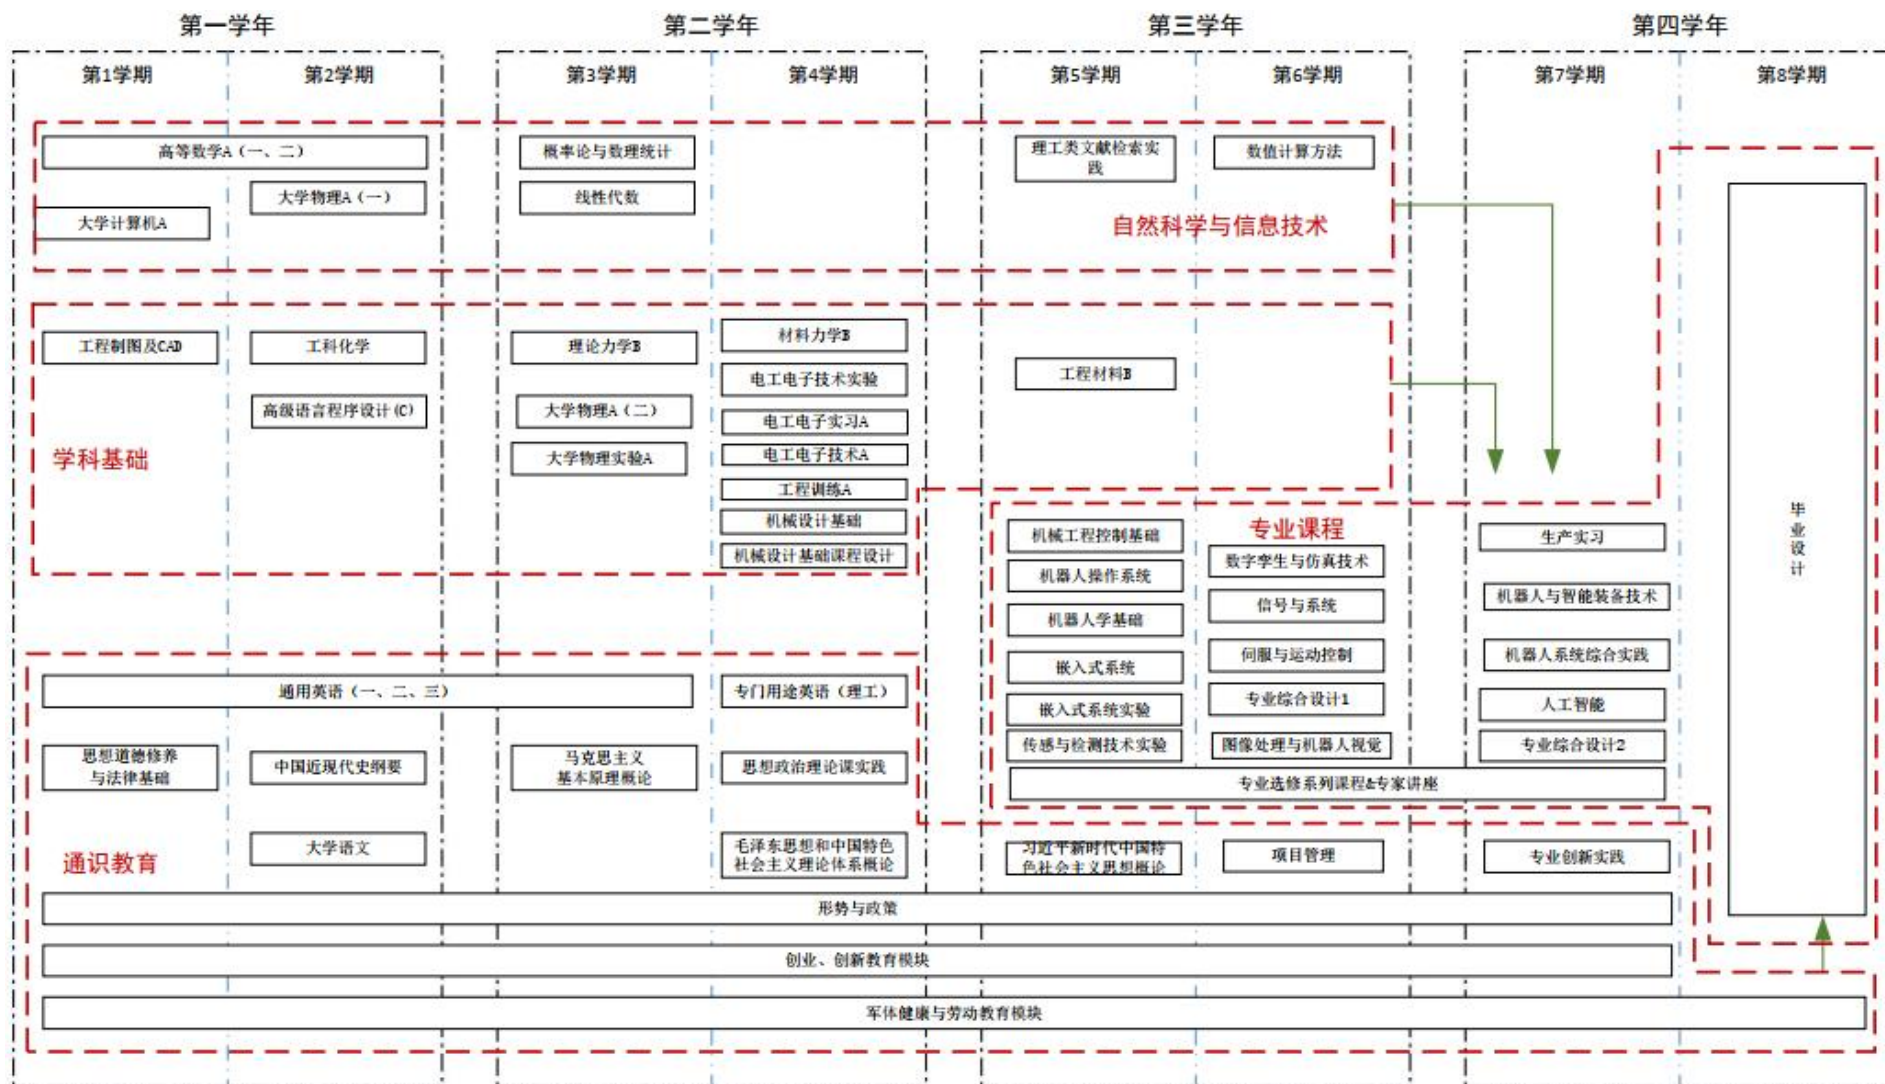 第一学年
第二学年
第三学年
第四学年
第1学期
第2学期
第3学期
第4学期
第5学期
第6学期
第7学期
第8学期
高等数学A（一、二）
概率论与数理统计
理工类文献检索实
践
数值计算方法
大学物理A（一）
线性代数
大学计算机A
自然科学与信息技术
工程制图及CAD
工科化学
理论力学B
材料力学B
工程材料B
电工电子技术实验
高级语言程序设计(C)
大学物理A（二）
电工电子实习A
学科基础
大学物理实验A
电工电子技术A
工程训练A
机械设计基础
机械设计基础课程设计
专业课程
机械工程控制基础
数字孪生与仿真技术
生产实习
机器人操作系统
信号与系统
机器人与智能装备技术
机器人学基础
伺服与运动控制
机器人系统综合实践
嵌入式系统
专业综合设计1
人工智能
嵌入式系统实验
传感与检测技术实验
图像处理与机器人视觉
专业综合设计2
专业选修系列课程&专家讲座
毕
业
设
计
通用英语（一、二、三）
专门用途英语（理工）
思想道德修养
与法律基础
中国近现代史纲要
马克思主义
基本原理概论
思想政治理论课实践
通识教育
大学语文
毛泽东思想和中国特色
社会主义理论体系概论
习近平新时代中国特
色社会主义思想概论
项目管理
专业创新实践
形势与政策
创业、创新教育模块
军体健康与劳动教育模块